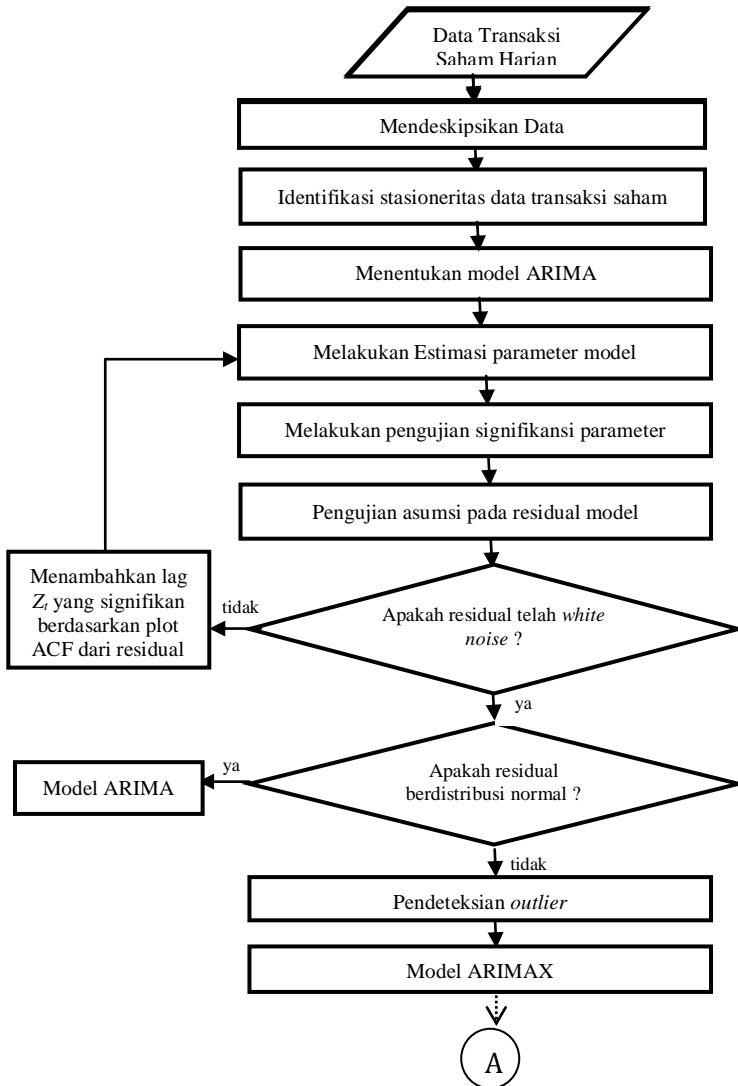 Data Transaksi
Saham Harian
Mendeskipsikan Data
Identifikasi stasioneritas data transaksi saham
Menentukan model ARIMA
Melakukan Estimasi parameter model
Melakukan pengujian signifikansi parameter
Pengujian asumsi pada residual model
Menambahkan lag
Zt yang signifikan
berdasarkan plot
ACF dari residual
tidak
Apakah residual telah white
noise ?
ya
Model ARIMA
ya
Apakah residual
berdistribusi normal ?
tidak
Pendeteksian outlier
Model ARIMAX
A